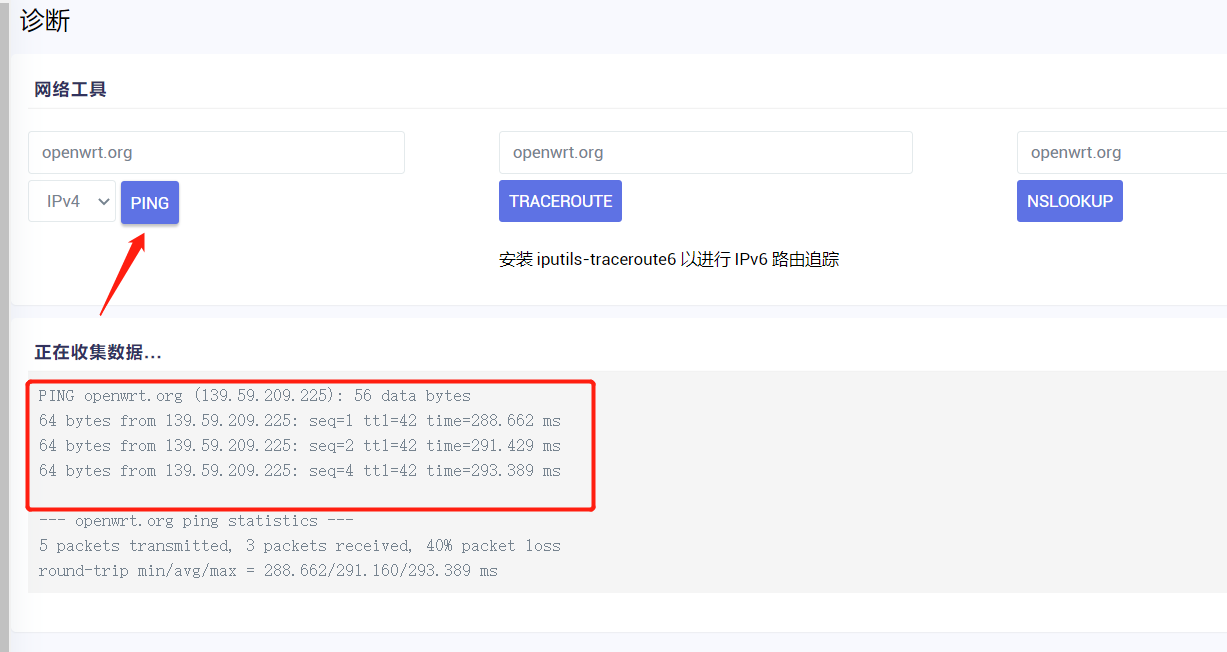 诊断
网络工具
openwrt.org
openwrt.org
openwrt.org
IPv4
PING
TRACEROUTE
NSLOOKUP
安装 iputils-traceroute6 以进行 IPv6 路由追踪
正在收集数据...
PING openwrt.org (139.59.209.225): 56 data bytes
64 bytes from 139.59.209.225: seq=1 ttl=42 time=288.662 ms
64 bytes from 139.59.209.225: seq=2 ttl=42 time=291.429 ms
64 bytes from 139.59.209.225: seq=4 ttl=42 time=293.389 ms
--- openwrt.org ping statistics ---
5 packets transmitted, 3 packets received, 40% packet loss
round-trip min/avg/max = 288.662/291.160/293.389 ms